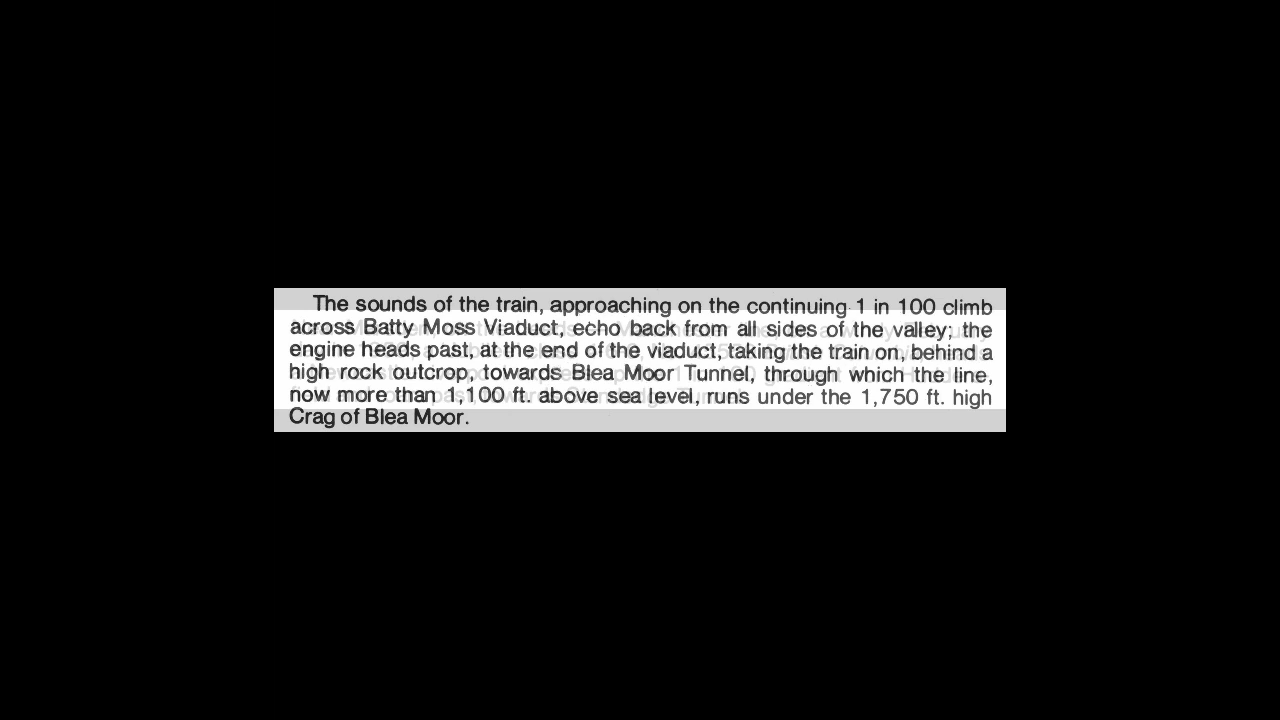 The sounds of the train, approaching on the continuing 1 in 100 climb
across Batty Moss Viaduct, echo back from all sides of the valley; the
engine heads past, at the end of the viaduct, taking the train on, behind a
high rock outcrop, towards Blea Moor Tunnel, through which the line,
now more than 1,100 ft. above sea level, runs under the 1,750 ft. high
Crag of Blea Moor.